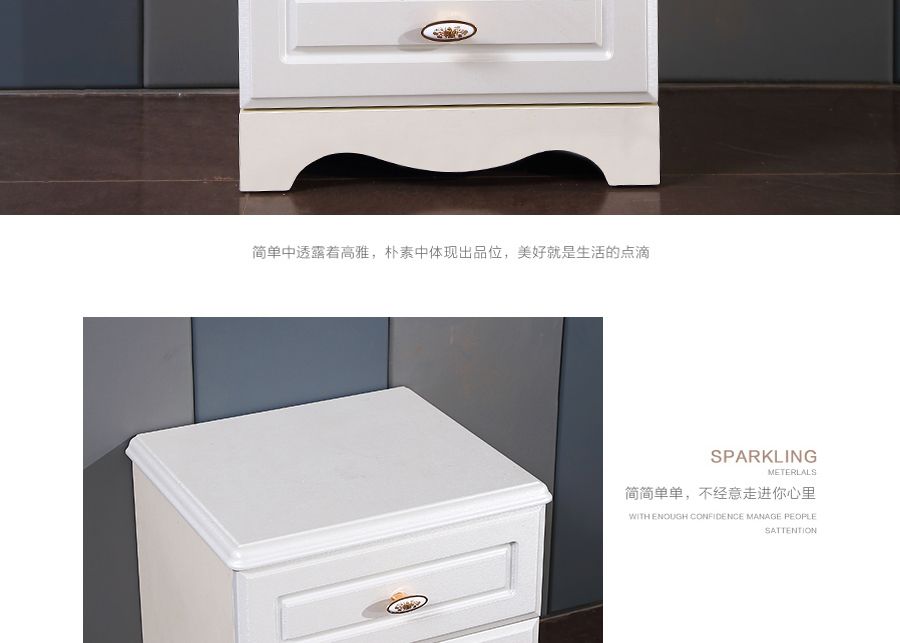 简单中透露着高雅，朴素中体现出品位，美好就是生活的点滴
SPARKLING
METERLALS
简简单单，不经意走进你心里
WITH ENOUGH CONFIDENCE MANAGE PEOPLE
SATTENTION